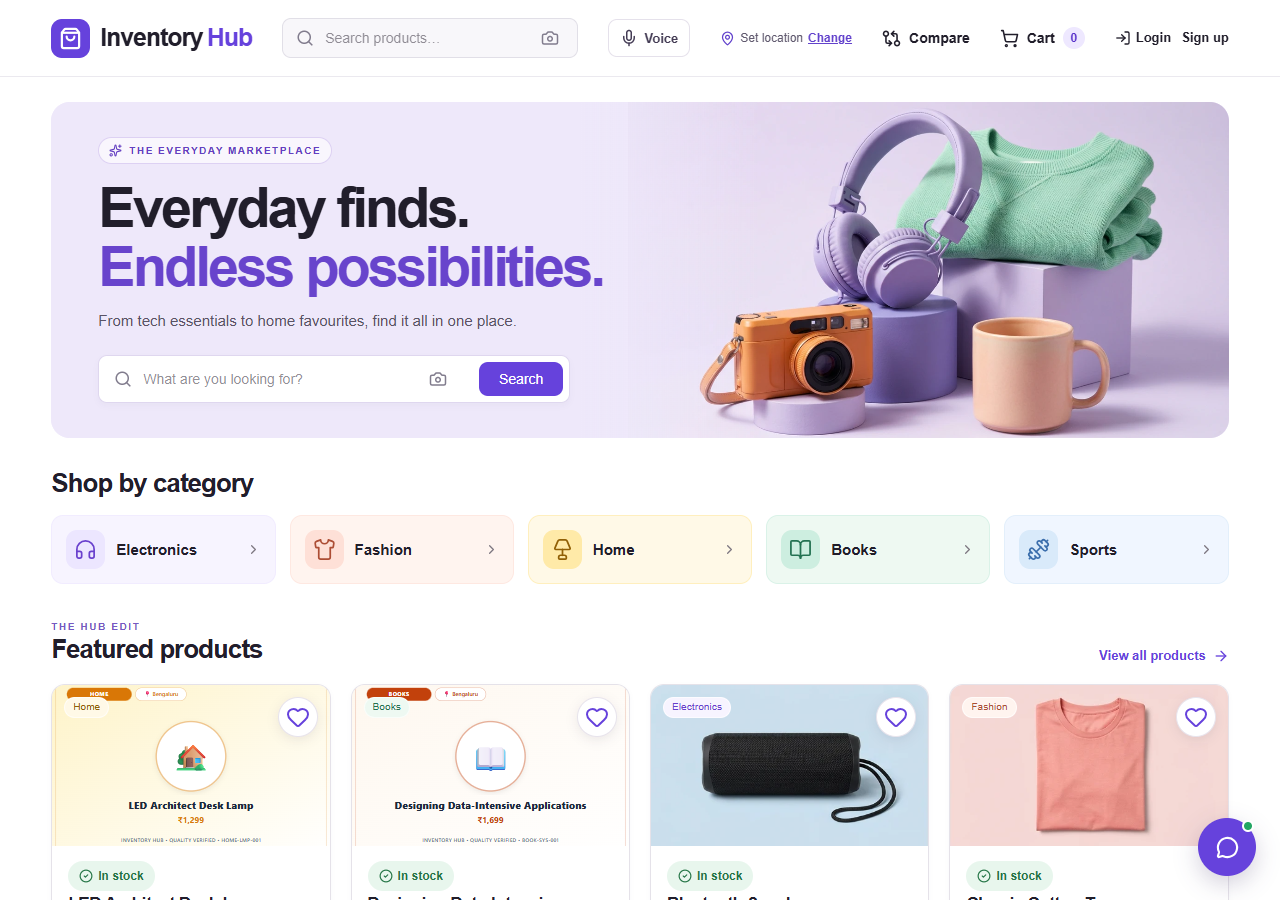 Inventory Hub
Search products...
Voice
Set location Change
Compare
Cart 0
Login Sign up
THE EVERYDAY MARKETPLACE
Everyday finds.
Endless possibilities.
From tech essentials to home favourites, find it all in one place.
What are you looking for?
Search
Shop by category
Electronics
Fashion
Home
Books
Sports
THE HUB EDIT
Featured products
View all products
HOME
Bengaluru
Home
LED Architect Desk Lamp
₹1,299
INVENTORY HUB • QUALITY VERIFIED • HOME-LMP-001
In stock
BOOKS
Bengaluru
Books
Designing Data-Intensive Applications
₹1,699
INVENTORY HUB • QUALITY VERIFIED • BOOK-SYS-001
In stock
Electronics
In stock
Fashion
In stock